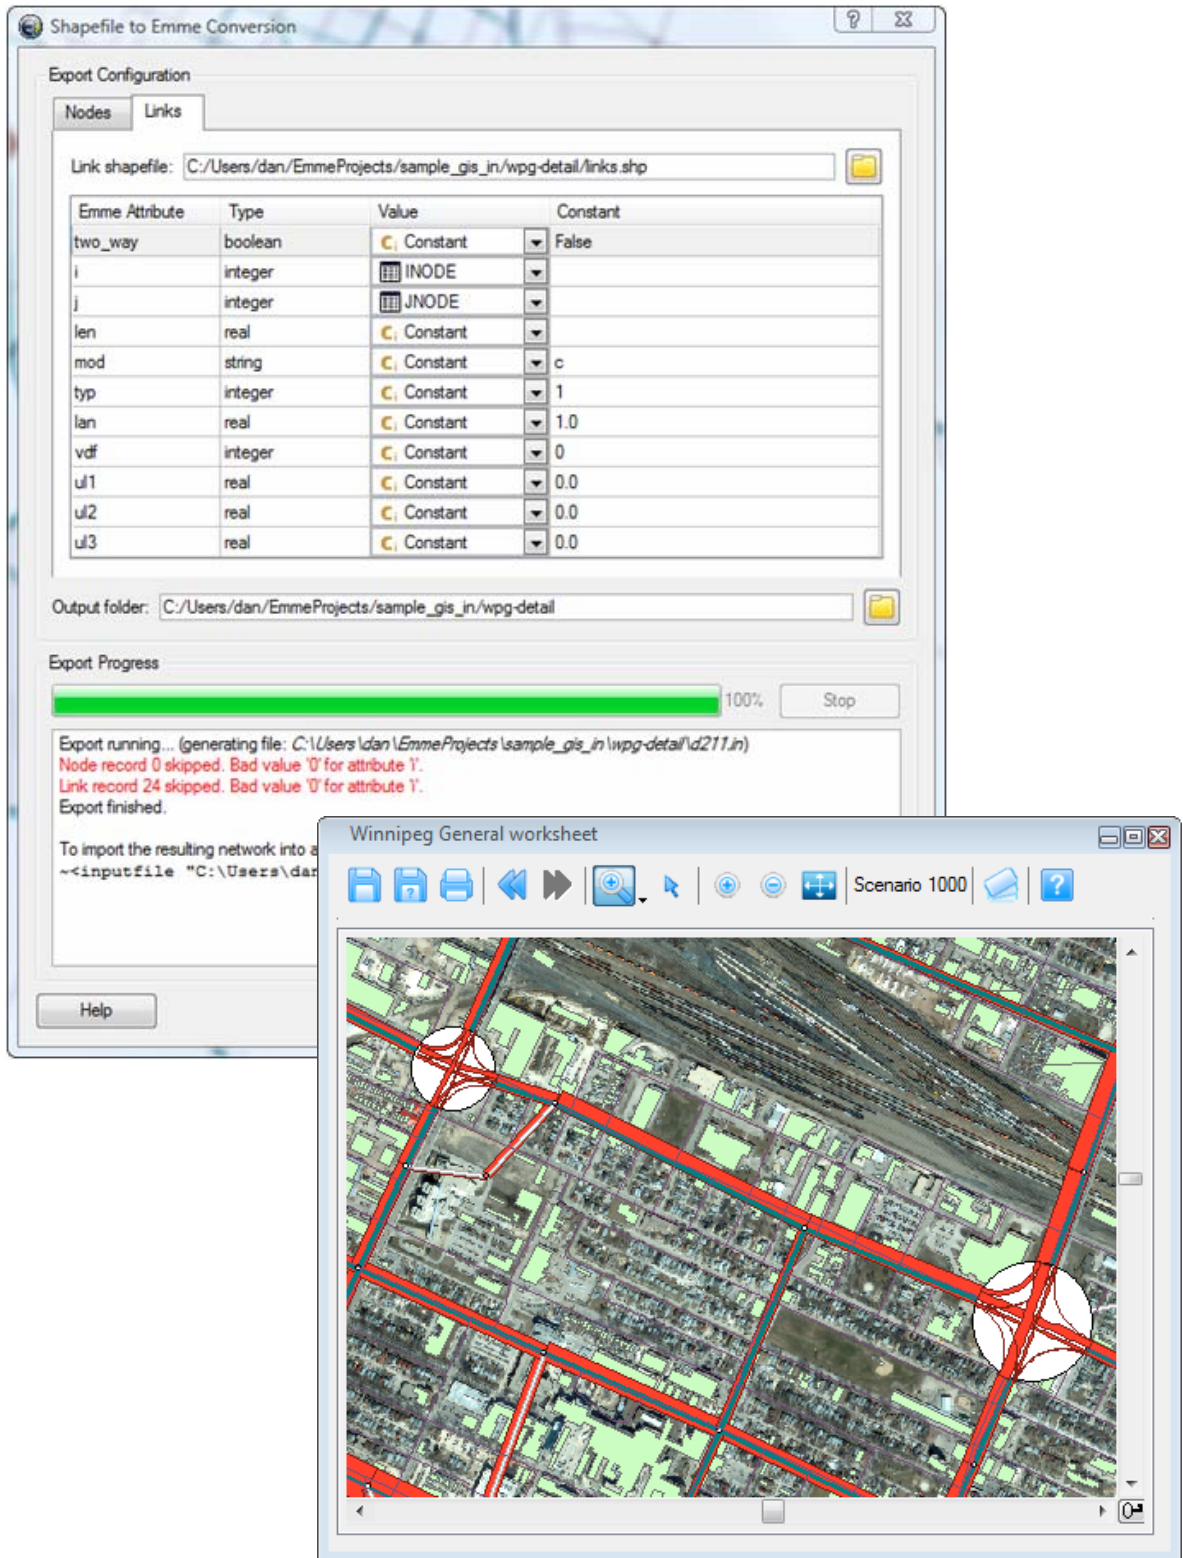 Shapefile to Emme Conversion
Export Configuration
Nodes Links
Link shapefile: C:/Users/dan/EmmeProjects/sample_gis_in/wpg-detail/links.shp
Emme Attribute Type Value Constant
two_way boolean C Constant False
i integer INODE
j integer JNODE
len real C Constant
mod string C Constant c
typ integer C Constant 1
lan real C Constant 1.0
vdf integer C Constant 0
ul1 real C Constant 0.0
ul2 real C Constant 0.0
ul3 real C Constant 0.0
Output folder: C:/Users/dan/EmmeProjects/sample_gis_in/wpg-detail
Export Progress
100% Stop
Export running... (generating file: C:\Users\dan\EmmeProjects\sample_gis_in\wpg-detail\d211.in)
Node record 0 skipped. Bad value '0' for attribute 'i'.
Link record 24 skipped. Bad value '0' for attribute 'i'.
Export finished.
To import the resulting network into a
~<inputfile "C:\Users\dan
Help
Winnipeg General worksheet
Scenario 1000